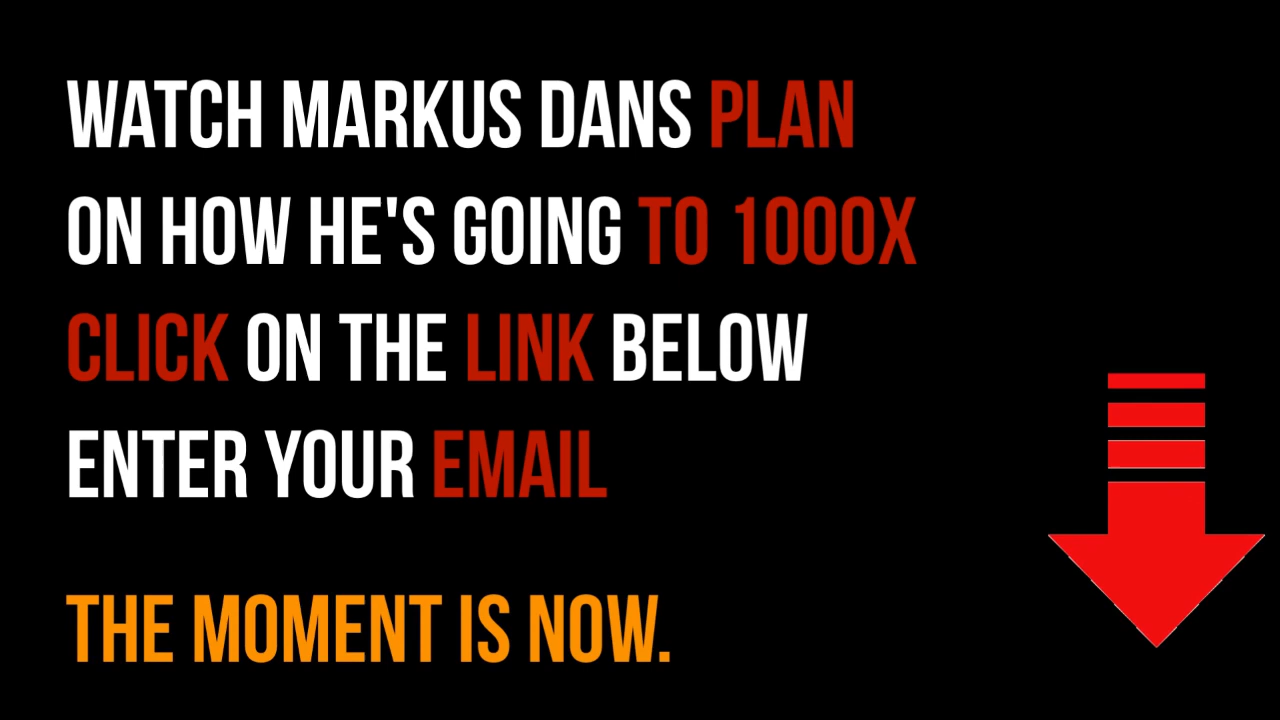 WATCH MARKUS DANS PLAN
ON HOW HE'S GOING TO 1000X
CLICK ON THE LINK BELOW
ENTER YOUR EMAIL
THE MOMENT IS NOW.